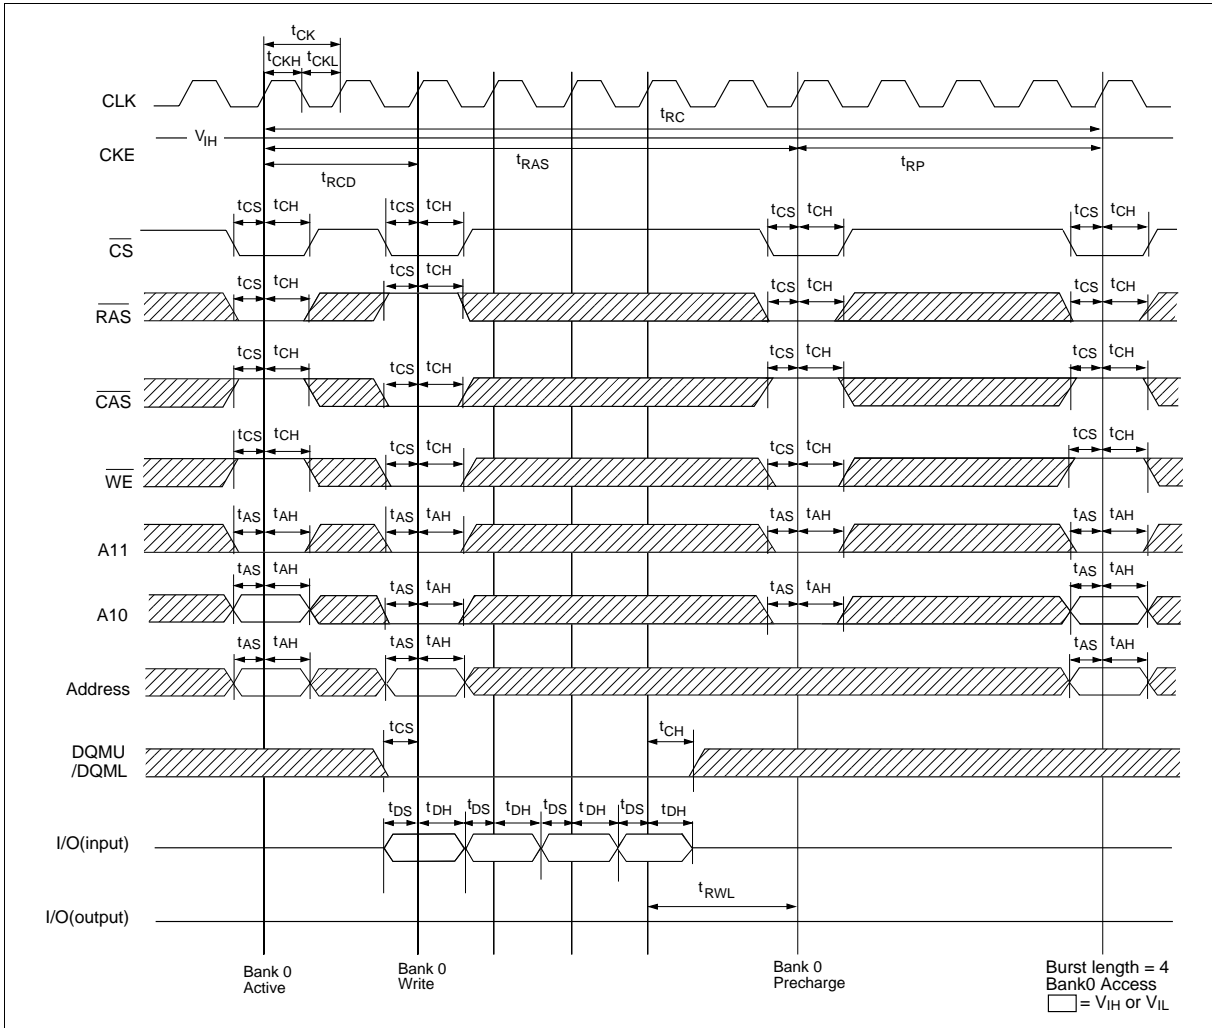 tCK
tCKH tCKL
CLK
tRC
VIH
CKE
tRAS tRP
tRCD
tCS tCH tCS tCH tCS tCH tCS tCH
CS
tCS tCH tCS tCH tCS tCH tCS tCH
RAS
tCS tCH tCS tCH tCS tCH tCS tCH
CAS
tCS tCH tCS tCH tCS tCH tCS tCH
WE
tAS tAH tAS tAH tAS tAH tAS tAH
A11
tAS tAH tAS tAH tAS tAH tAS tAH
A10
tAS tAH tAS tAH tAS tAH
Address
tCS tCH
DQMU
/DQML
tDS tDH tDS tDH tDS tDH tDS tDH
I/O(input)
tRWL
I/O(output)
Bank 0
Active
Bank 0
Write
Bank 0
Precharge
Burst length = 4
Bank0 Access
= VIH or VIL